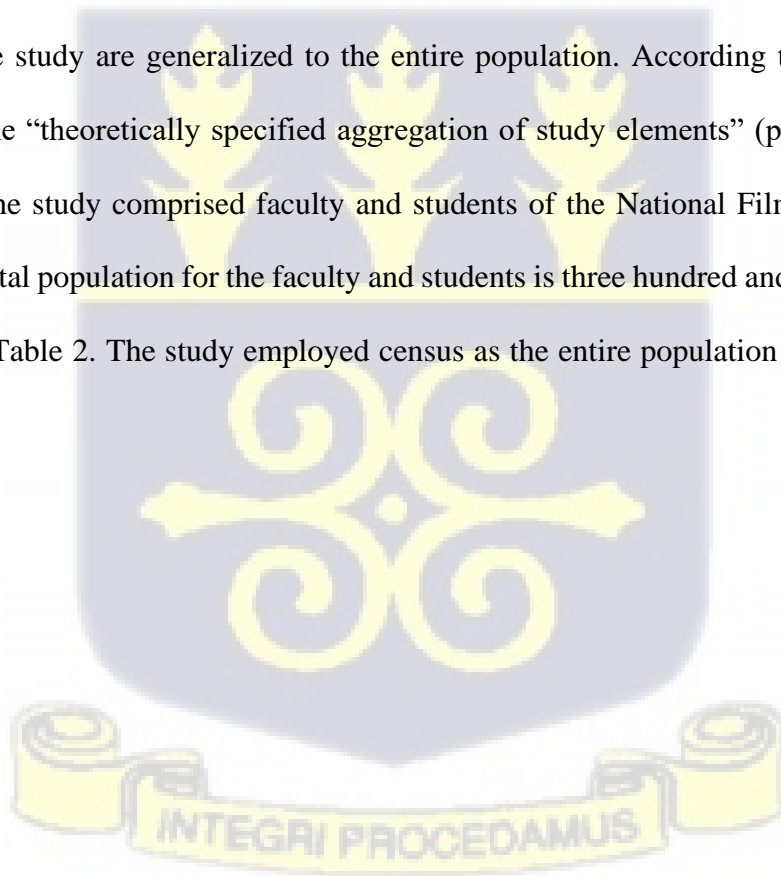 study are generalized to the entire population. According
“theoretically specified aggregation of study elements”
study comprised faculty and students of the National Film
population for the faculty and students is three hundred and
Table 2. The study employed census as the entire population
INTEGRI PROCEDAMUS